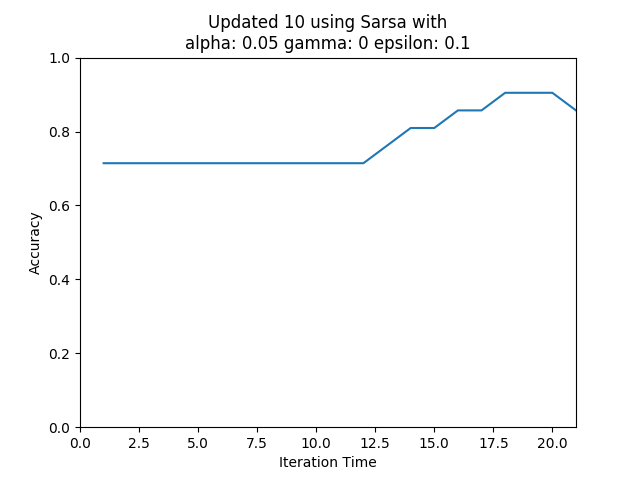 Updated 10 using Sarsa with
alpha: 0.05 gamma: 0 epsilon: 0.1
1.0
0.8
0.6
0.4
0.2
0.0
Accuracy
0.0 2.5 5.0 7.5 10.0 12.5 15.0 17.5 20.0
Iteration Time